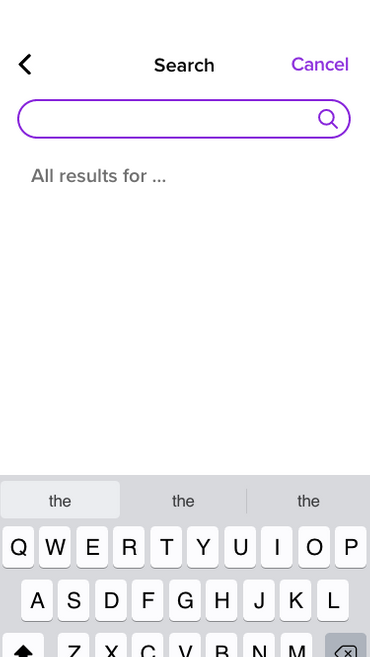 Search
Cancel
All results for ...
the the the
Q W E R T Y U I O P
A S D F G H J K L
Z X C V B N M